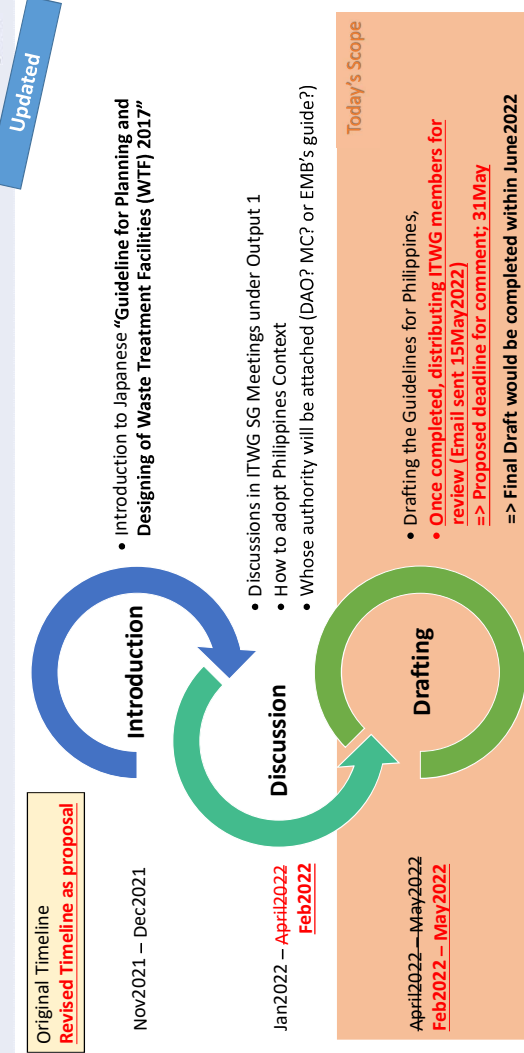 Updated
Original Timeline
Revised Timeline as proposal
Nov2021 – Dec2021
Introduction
• Introduction to Japanese “Guideline for Planning and
Designing of Waste Treatment Facilities (WTF) 2017”
Jan2022 – April2022
Feb2022
Discussion
• Discussions in ITWG SG Meetings under Output 1
• How to adopt Philippines Context
• Whose authority will be attached (DAO? MC? or EMB’s guide?)
Today’s Scope
April2022 – May2022
Feb2022 – May2022
Drafting
• Drafting the Guidelines for Philippines,
• Once completed, distributing ITWG members for
review (Email sent 15May2022)
=> Proposed deadline for comment; 31May
=> Final Draft would be completed within June2022